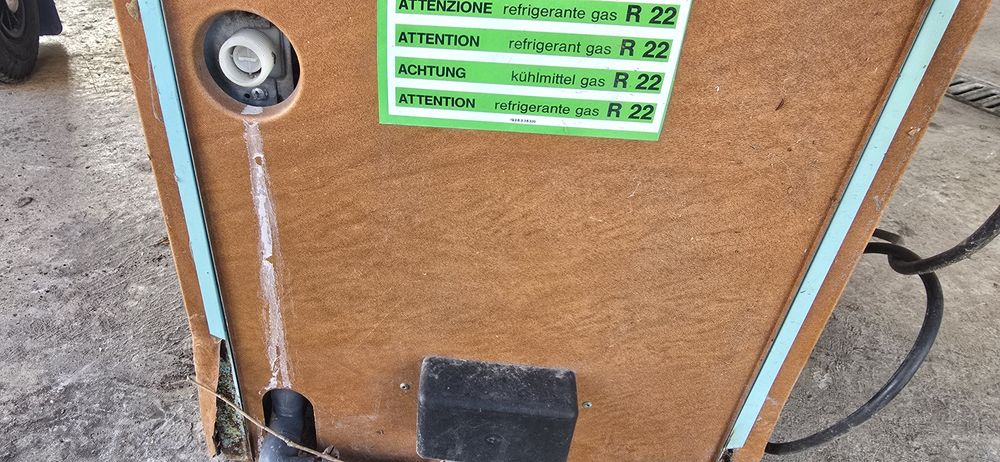 ATTENZIONE refrigerante gas R 22
ATTENTION refrigerant gas R 22
ACHTUNG kühlmittel gas R 22
ATTENTION refrigerante gas R 22